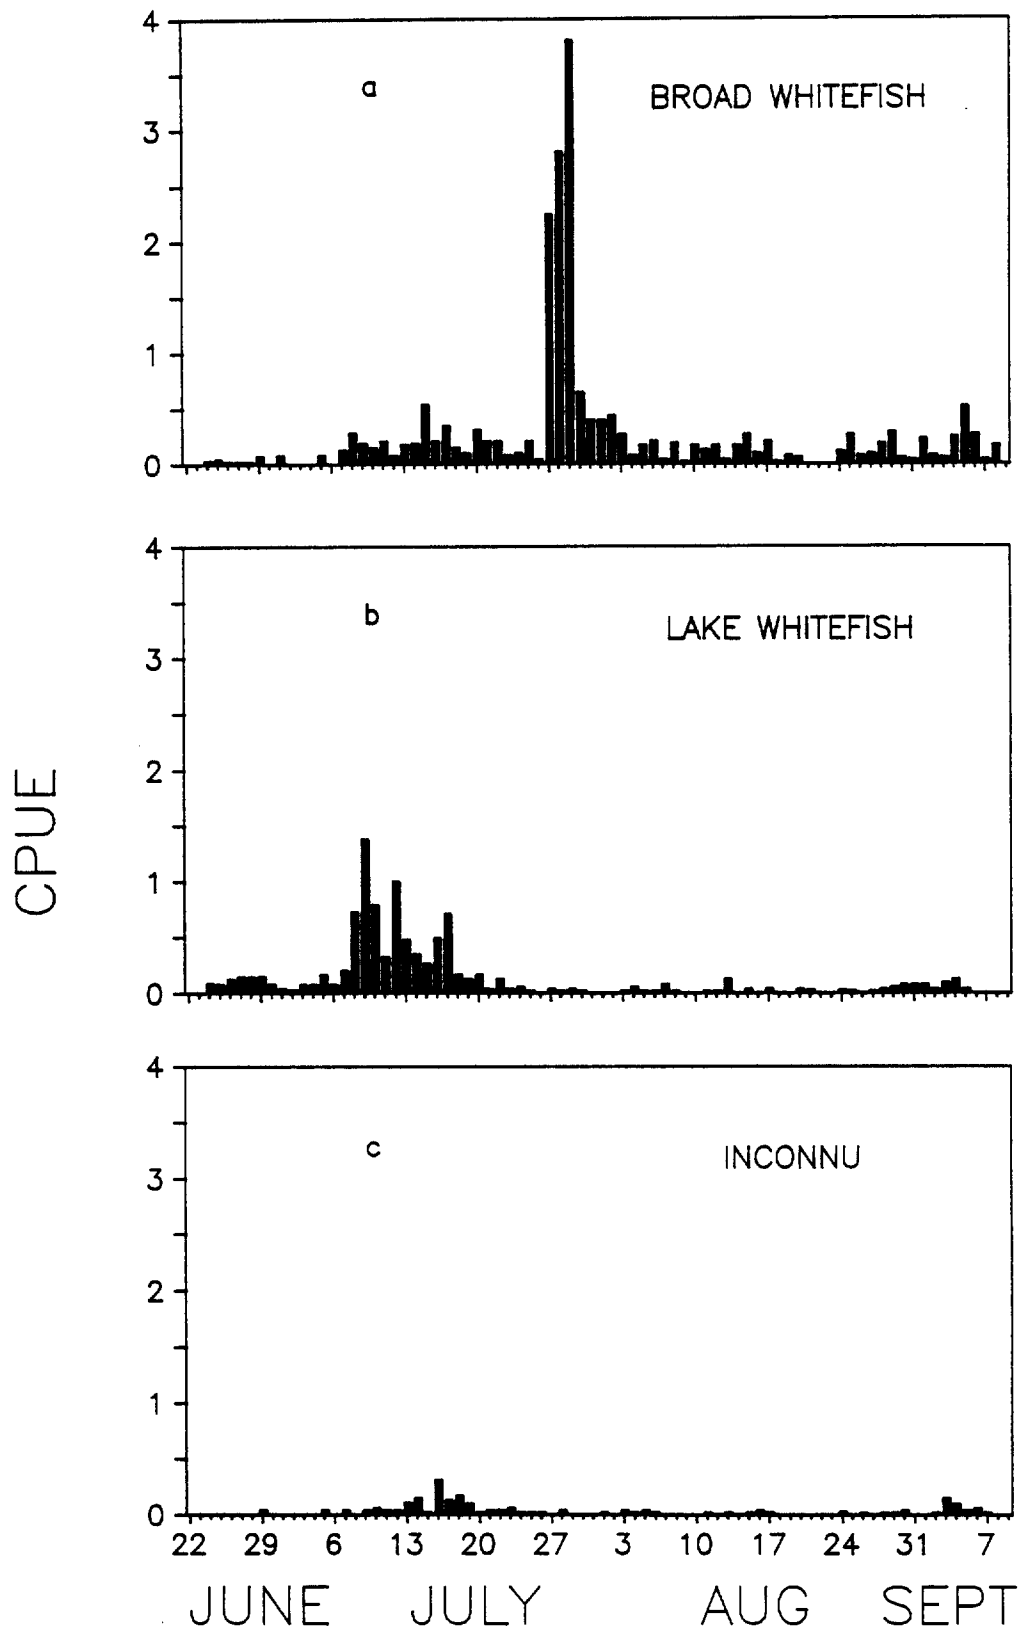 4
a BROAD WHITEFISH
3
2
1
0
4
b LAKE WHITEFISH
3
2
1
0
CPUE
4
c INCONNU
3
2
1
0
22 29 6 13 20 27 3 10 17 24 31 7
JUNE JULY AUG SEPT